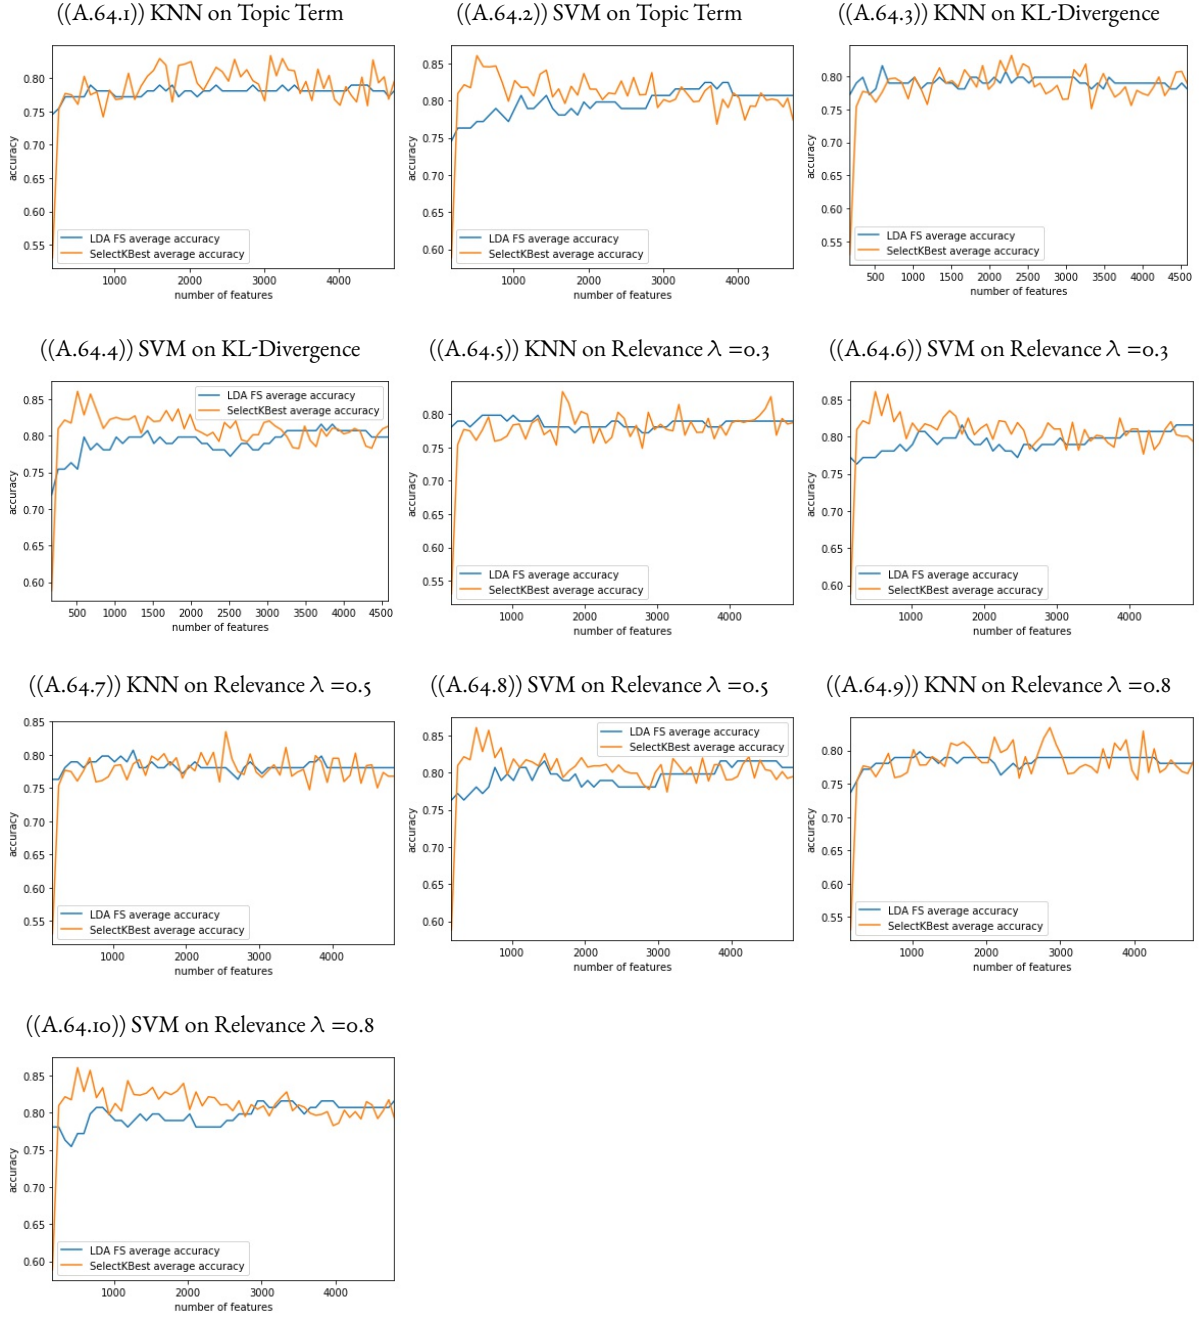 ((A.64.1)) KNN on Topic Term
0.80
0.75
0.70
0.65
0.60
0.55
accuracy
LDA FS average accuracy
SelectKBest average accuracy
1000 2000 3000 4000
number of features
((A.64.2)) SVM on Topic Term
0.85
0.80
0.75
0.70
0.65
0.60
accuracy
LDA FS average accuracy
SelectKBest average accuracy
1000 2000 3000 4000
number of features
((A.64.3)) KNN on KL-Divergence
0.80
0.75
0.70
0.65
0.60
0.55
accuracy
LDA FS average accuracy
SelectKBest average accuracy
500 1000 1500 2000 2500 3000 3500 4000 4500
number of features
((A.64.4)) SVM on KL-Divergence
0.85
0.80
0.75
0.70
0.65
0.60
accuracy
LDA FS average accuracy
SelectKBest average accuracy
500 1000 1500 2000 2500 3000 3500 4000 4500
number of features
((A.64.5)) KNN on Relevance λ =0.3
0.80
0.75
0.70
0.65
0.60
0.55
accuracy
LDA FS average accuracy
SelectKBest average accuracy
1000 2000 3000 4000
number of features
((A.64.6)) SVM on Relevance λ =0.3
0.85
0.80
0.75
0.70
0.65
0.60
accuracy
LDA FS average accuracy
SelectKBest average accuracy
1000 2000 3000 4000
number of features
((A.64.7)) KNN on Relevance λ =0.5
0.85
0.80
0.75
0.70
0.65
0.60
0.55
accuracy
LDA FS average accuracy
SelectKBest average accuracy
1000 2000 3000 4000
number of features
((A.64.8)) SVM on Relevance λ =0.5
0.85
0.80
0.75
0.70
0.65
0.60
accuracy
LDA FS average accuracy
SelectKBest average accuracy
1000 2000 3000 4000
number of features
((A.64.9)) KNN on Relevance λ =0.8
0.80
0.75
0.70
0.65
0.60
0.55
accuracy
LDA FS average accuracy
SelectKBest average accuracy
1000 2000 3000 4000
number of features
((A.64.10)) SVM on Relevance λ =0.8
0.85
0.80
0.75
0.70
0.65
0.60
accuracy
LDA FS average accuracy
SelectKBest average accuracy
1000 2000 3000 4000
number of features